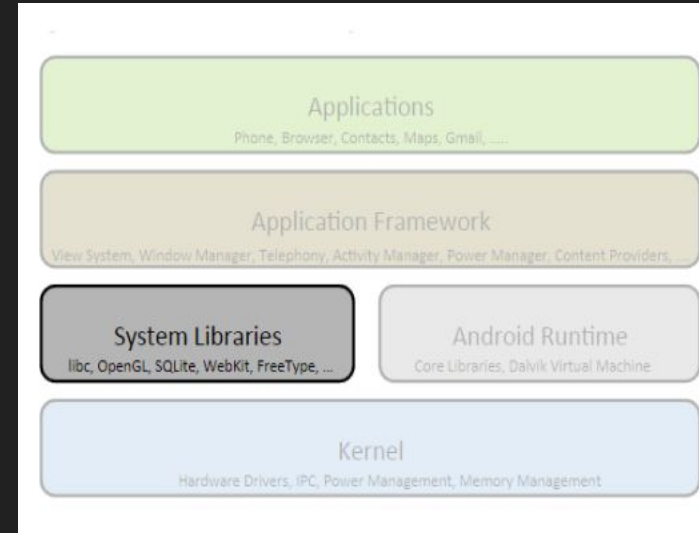 Applications
Phone, Browser, Contacts, Maps, Gmail, .....
Application Framework
View System, Window Manager, Telephony, Activity Manager, Power Manager, Content Providers, ...
System Libraries
libc, OpenGL, SQLite, WebKit, FreeType, ...
Android Runtime
Core Libraries, Dalvik Virtual Machine
Kernel
Hardware Drivers, IPC, Power Management, Memory Management